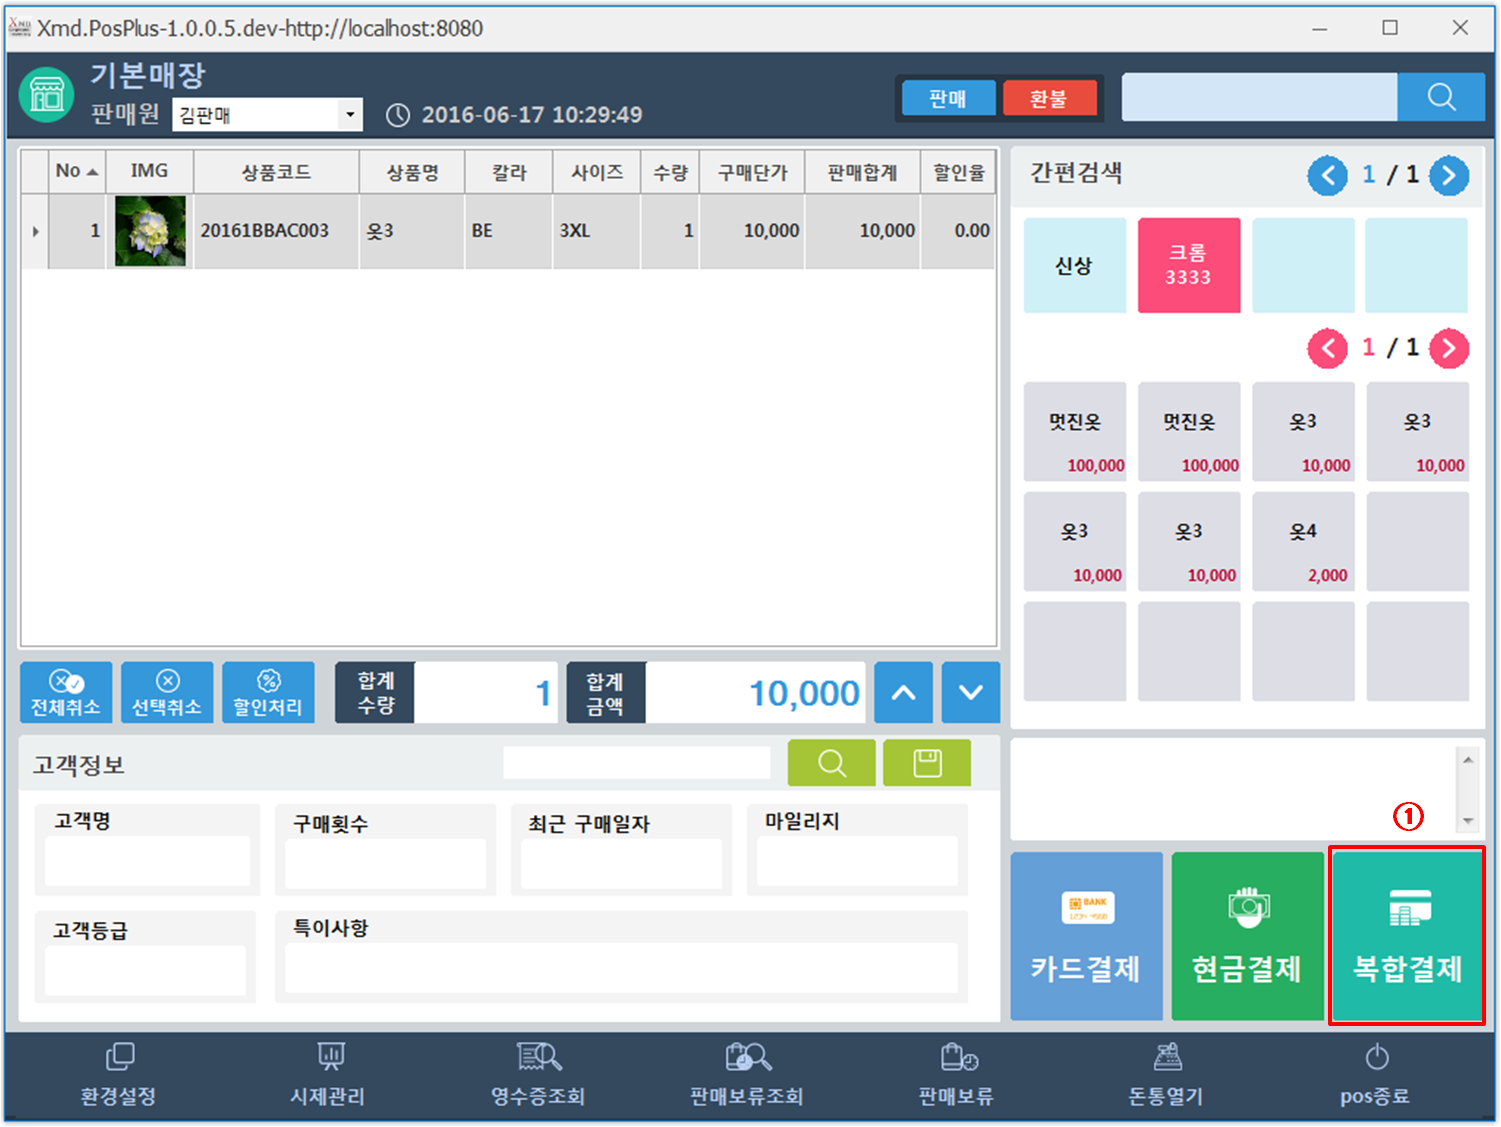 Xmd.PosPlus-1.0.0.5.dev-http://localhost:8080
기본매장
판매원 김판매 2016-06-17 10:29:49
판매 환불
No IMG 상품코드 상품명 칼라 사이즈 수량 구매단가 판매합계 할인율
1 20161BBAC003 옷3 BE 3XL 1 10,000 10,000 0.00
간편검색 1 / 1
신상 크롬
3333
1 / 1
멋진옷 멋진옷 옷3 옷3
100,000 100,000 10,000 10,000
옷3 옷3 옷4
10,000 10,000 2,000
전체취소 선택취소 할인처리
합계
수량
1
합계
금액
10,000
고객정보
고객명 구매횟수 최근 구매일자 마일리지
고객등급 특이사항
①
BANK
카드결제 현금결제 복합결제
환경설정 시제관리 영수증조회 판매보류조회 판매보류 돈통열기 pos종료